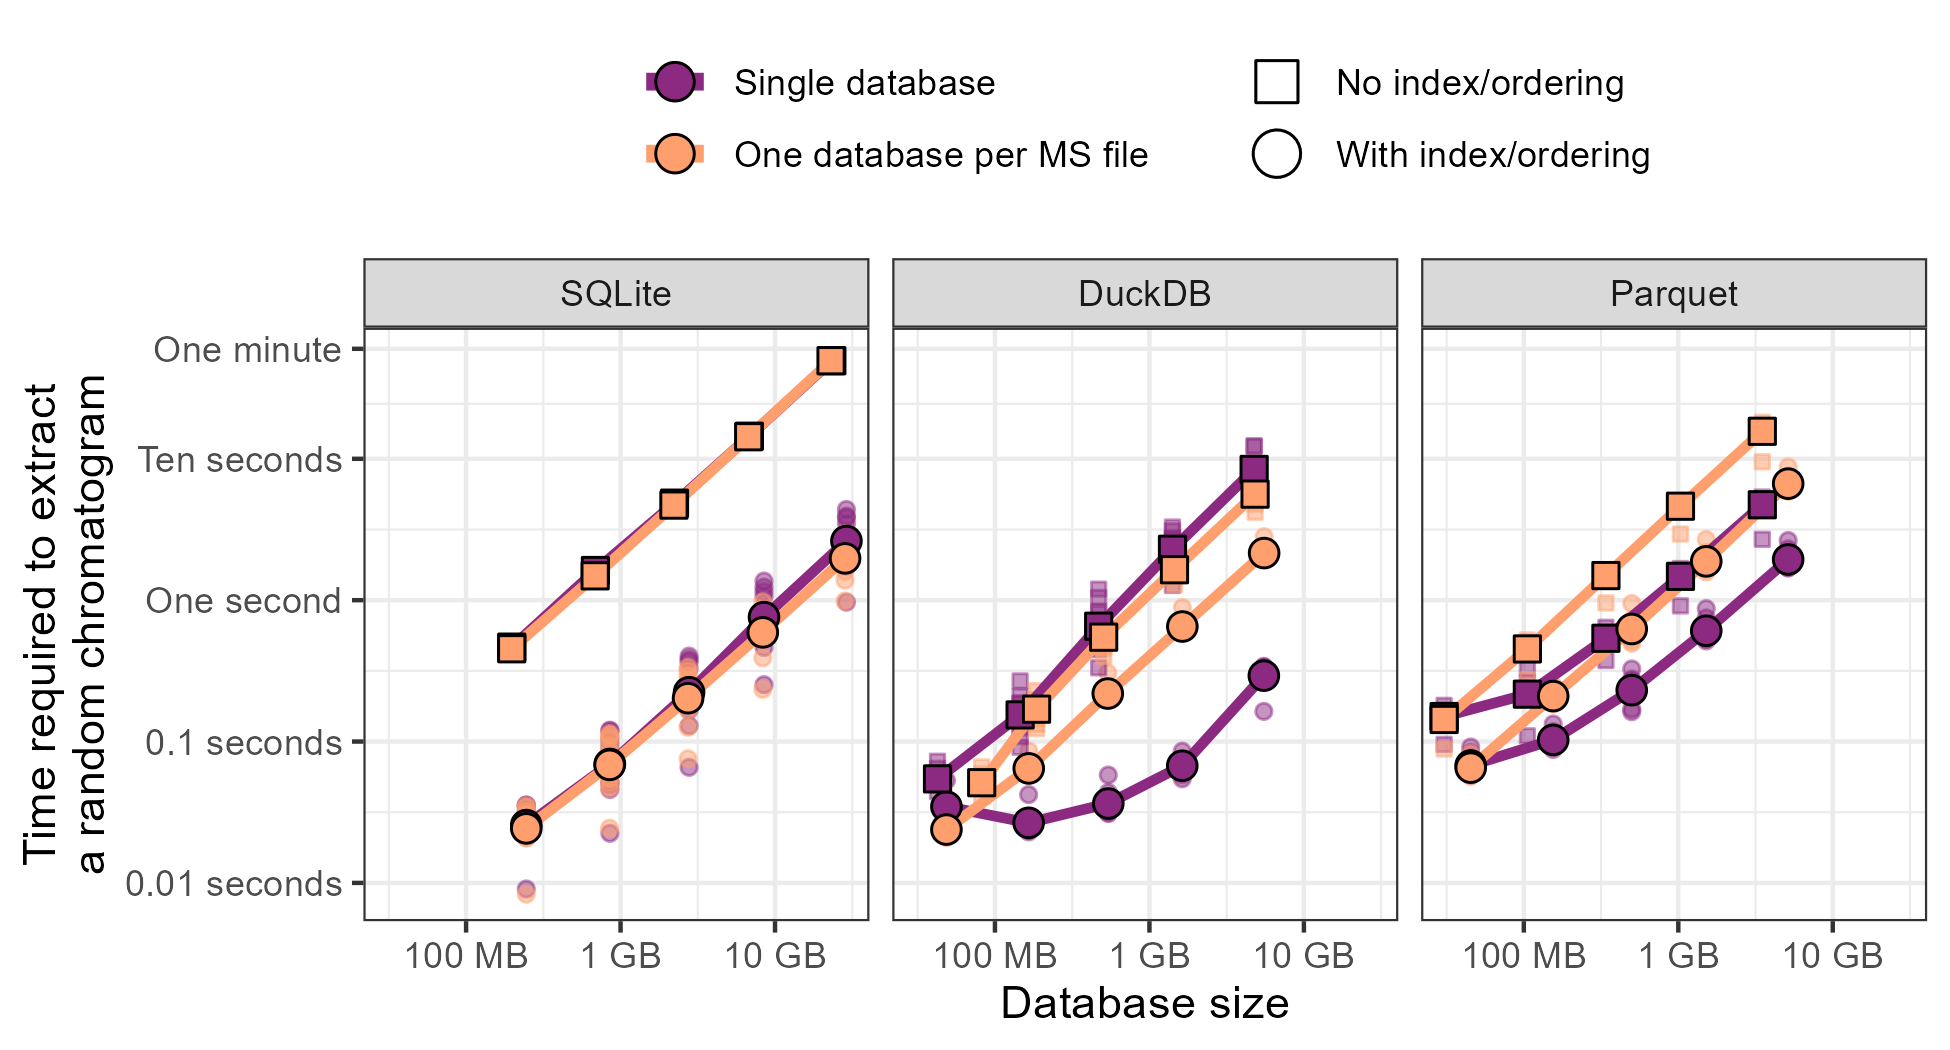 Single database
No index/ordering
One database per MS file
With index/ordering
SQLite
DuckDB
Parquet
Time required to extract
a random chromatogram
One minute
Ten seconds
One second
0.1 seconds
0.01 seconds
100 MB
1 GB
10 GB
100 MB
1 GB
10 GB
100 MB
1 GB
10 GB
Database size